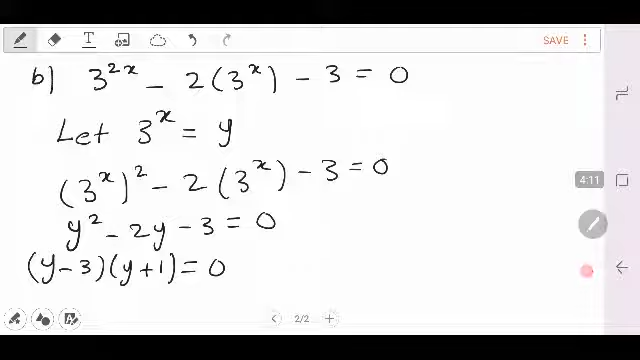 T SAVE
b) 3^{2x} - 2(3^x) - 3 = 0
Let 3^x = y
(3^x)^2 - 2(3^x) - 3 = 0
4:11
y^2 - 2y - 3 = 0
(y-3)(y+1) = 0
< 2/2 +